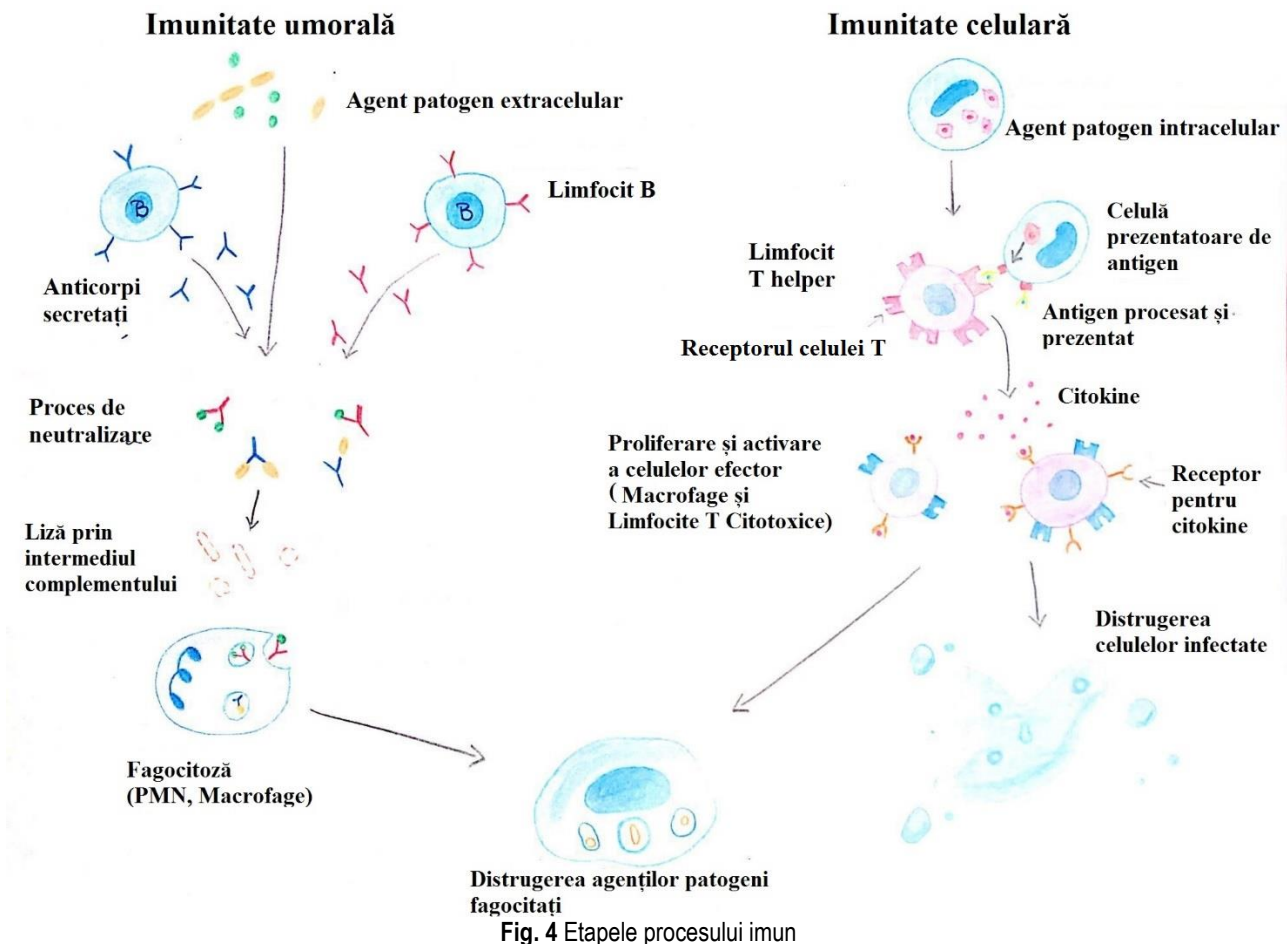 Imunitate umorală
Agent patogen extracelular
B
B
Limfocit B
Anticorpi
secretați
Proces de
neutralizare
Liză prin
intermediul
complementului
Fagocitoză
(PMN, Macrofage)
Imunitate celulară
Agent patogen intracelular
Limfocit
T helper
Celulă
prezentatoare de
antigen
Receptorul celulei T
Antigen procesat și
prezentat
Citokine
Proliferare și activare
a celulelor efector
( Macrofage și
Limfocite T Citotoxice)
Receptor
pentru
citokine
Distrugerea
celulelor infectate
Distrugerea agenților patogeni
fagocitați
Fig. 4 Etapele procesului imun